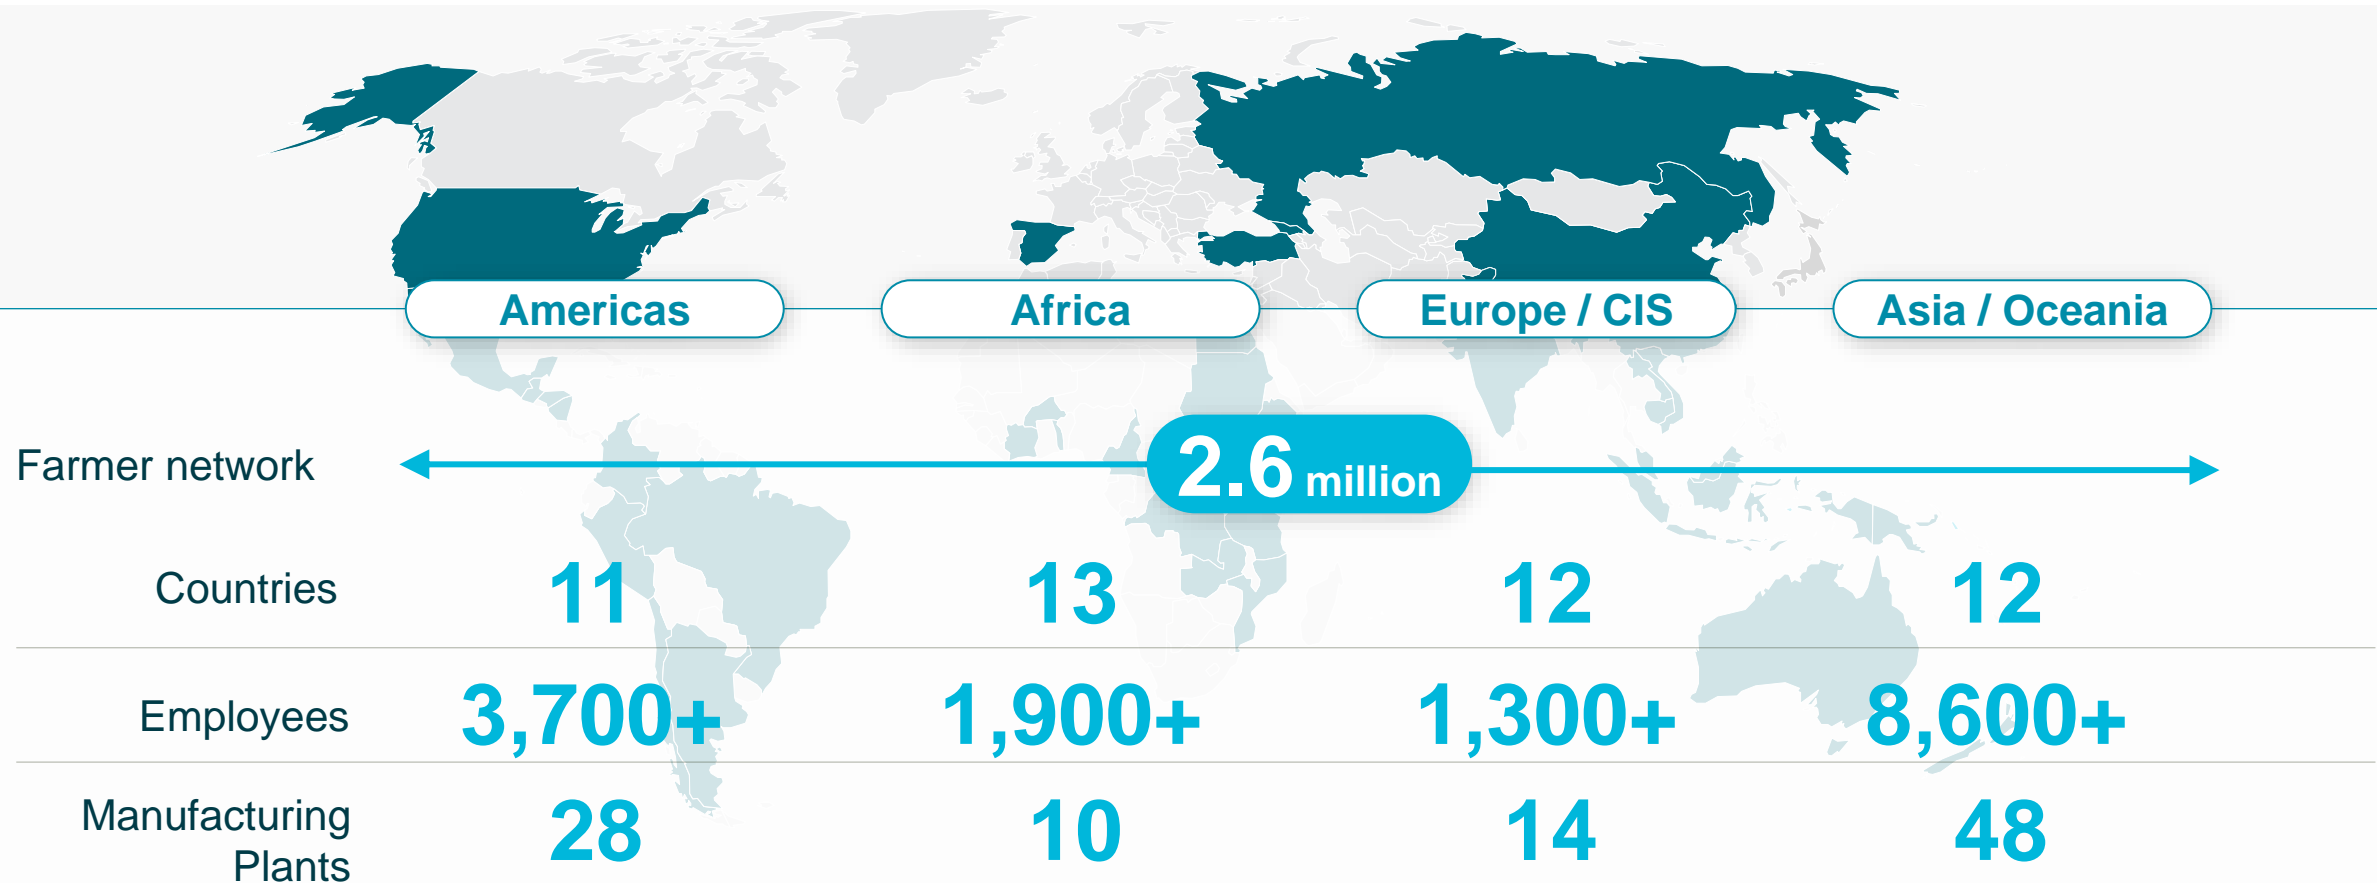 Americas Africa Europe / CIS Asia / Oceania
Farmer network 2.6 million
Countries 11 13 12 12
Employees 3,700+ 1,900+ 1,300+ 8,600+
Manufacturing
Plants 28 10 14 48